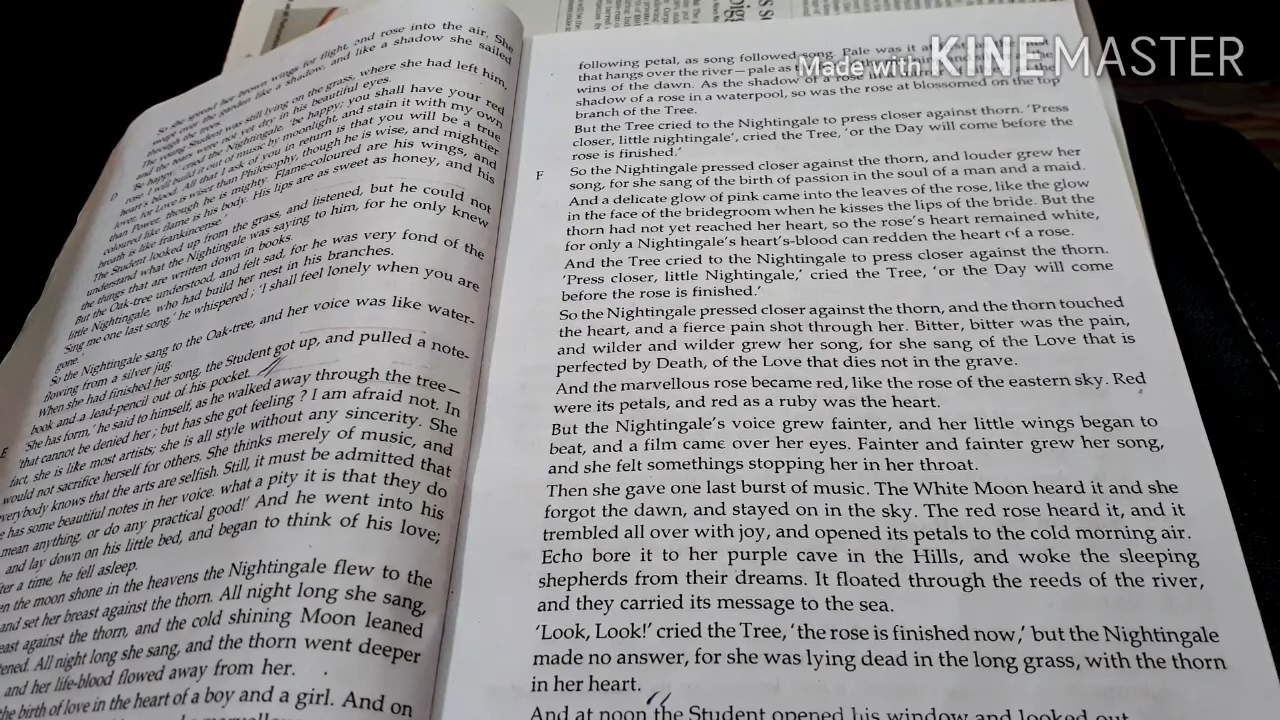 So she spread her brown wings for flight, and rose into the air. She
swept over the garden like a shadow, and like a shadow she sailed
through the trees.
The young Student was still lying on the grass, where she had left him,
and the tears were not yet dry in his beautiful eyes.
'Be happy,' cried the Nightingale, 'be happy; you shall have your red
rose. I will build it out of music by moonlight, and stain it with my own
heart's blood. All that I ask of you in return is that you will be a true
lover, for Love is wiser than Philosophy, though he is wise, and mightier
than Power, though he is mighty. Flame-coloured are his wings, and
coloured like flame is his body. His lips are as sweet as honey, and his
breath is like frankincense.'
D
The Student looked up from the grass, and listened, but he could not
understand what the Nightingale was saying to him, for he only knew
the things that are written down in books.
But the Oak-tree understood, and felt sad, for he was very fond of the
little Nightingale, who had build her nest in his branches.
'Sing me one last song,' he whispered; 'I shall feel lonely when you are
gone.'
So the Nightingale sang to the Oak-tree, and her voice was like water-
flowing from a silver jug.
When she had finished her song, the Student got up, and pulled a note-
book and a lead-pencil out of his pocket.
'She has form,' he said to himself, as he walked away through the tree—
'that cannot be denied her; but has she got feeling ? I am afraid not. In
E
fact, she is like most artists; she is all style without any sincerity. She
would not sacrifice herself for others. She thinks merely of music, and
everybody knows that the arts are selfish. Still, it must be admitted that
has some beautiful notes in her voice. what a pity it is that they do
mean anything, or do any practical good!' And he went into his
and lay down on his little bed, and began to think of his love;
a time, he fell asleep.
the moon shone in the heavens the Nightingale flew to the
and set her breast against the thorn. All night long she sang,
against the thorn, and the cold shining Moon leaned
All night long she sang, and the thorn went deeper
and her life-blood flowed away from her.
the birth of love in the heart of a boy and a girl. And on
following petal, as song followed song. Pale was it
that hangs over the river — pale as
wins of the dawn. As the shadow of a rose
shadow of a rose in a waterpool, so was the rose at blossomed on the top
branch of the Tree.
But the Tree cried to the Nightingale to press closer against thorn. 'Press
closer, little nightingale', cried the Tree, 'or the Day will come before the
rose is finished.'
F
So the Nightingale pressed closer against the thorn, and louder grew her
song, for she sang of the birth of passion in the soul of a man and a maid.
And a delicate glow of pink came into the leaves of the rose, like the glow
in the face of the bridegroom when he kisses the lips of the bride. But the
thorn had not yet reached her heart, so the rose's heart remained white,
for only a Nightingale's heart's-blood can redden the heart of a rose.
And the Tree cried to the Nightingale to press closer against the thorn.
'Press closer, little Nightingale,' cried the Tree, 'or the Day will come
before the rose is finished.'
So the Nightingale pressed closer against the thorn, and the thorn touched
the heart, and a fierce pain shot through her. Bitter, bitter was the pain,
and wilder and wilder grew her song, for she sang of the Love that is
perfected by Death, of the Love that dies not in the grave.
And the marvellous rose became red, like the rose of the eastern sky. Red
were its petals, and red as a ruby was the heart.
But the Nightingale's voice grew fainter, and her little wings began to
beat, and a film came over her eyes. Fainter and fainter grew her song,
and she felt somethings stopping her in her throat.
Then she gave one last burst of music. The White Moon heard it and she
forgot the dawn, and stayed on in the sky. The red rose heard it, and it
trembled all over with joy, and opened its petals to the cold morning air.
Echo bore it to her purple cave in the Hills, and woke the sleeping
shepherds from their dreams. It floated through the reeds of the river,
and they carried its message to the sea.
'Look, Look!' cried the Tree, 'the rose is finished now,' but the Nightingale
made no answer, for she was lying dead in the long grass, with the thorn
in her heart.
And at noon the Student opened his window and looked out
Made with KINEMASTER